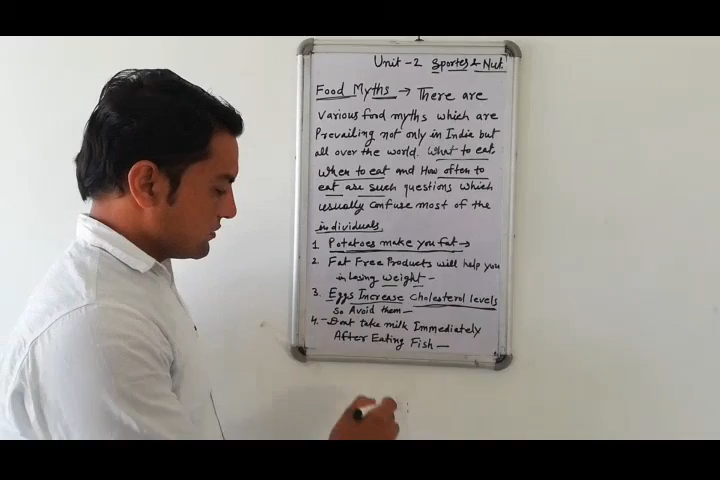 Unit -2 Sportes & Nut.
Food Myths → There are
various food myths which are
Prevailing not only in India but
all over the world. What to eat,
When to eat and How often to
eat are such questions which
usually confuse most of the
individuals.
1. Potatoes make you fat →
2. Fat Free Products will help you
in Losing weight -
3. Eggs Increase Cholesterol levels
so Avoid them -
4. - Dont take milk Immediately
After Eating Fish -